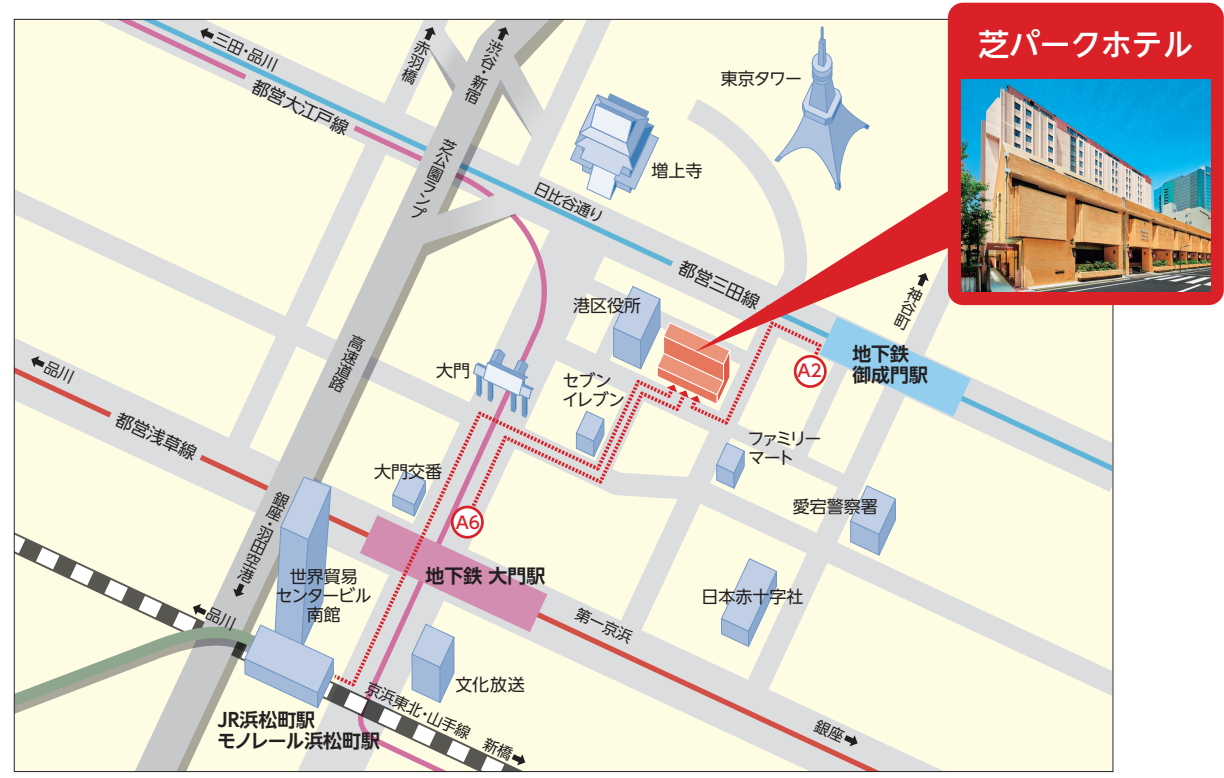 芝パークホテル
三田・品川
都営大江戸線
赤羽橋
渋谷・新宿
東京タワー
芝公園ランプ
増上寺
日比谷通り
都営三田線
神谷町
港区役所
地下鉄
御成門駅
A2
高速道路
品川
大門
セブン
イレブン
都営浅草線
ファミリー
マート
大門交番
愛宕警察署
A6
銀座・羽田空港
地下鉄 大門駅
世界貿易
センタービル
南館
品川
日本赤十字社
第一京浜
文化放送
京浜東北・山手線
新橋
銀座
JR浜松町駅
モノレール浜松町駅